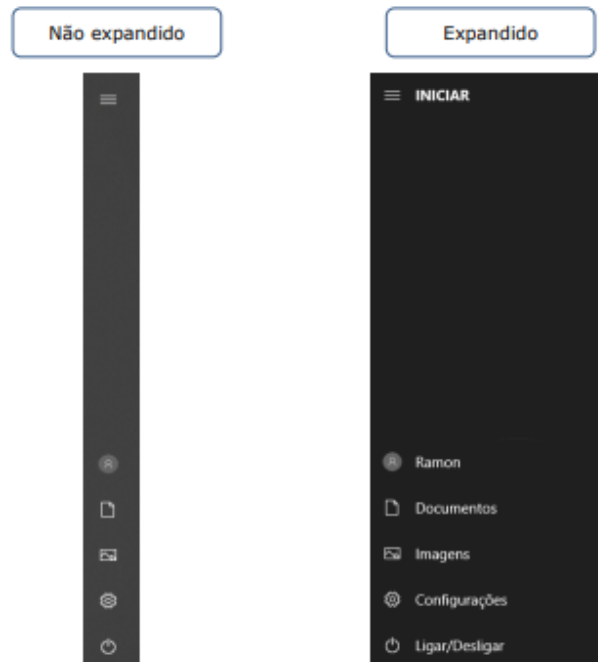 Não expandido
Expandido
INICIAR
Ramon
Documentos
Imagens
Configurações
Ligar/Desligar